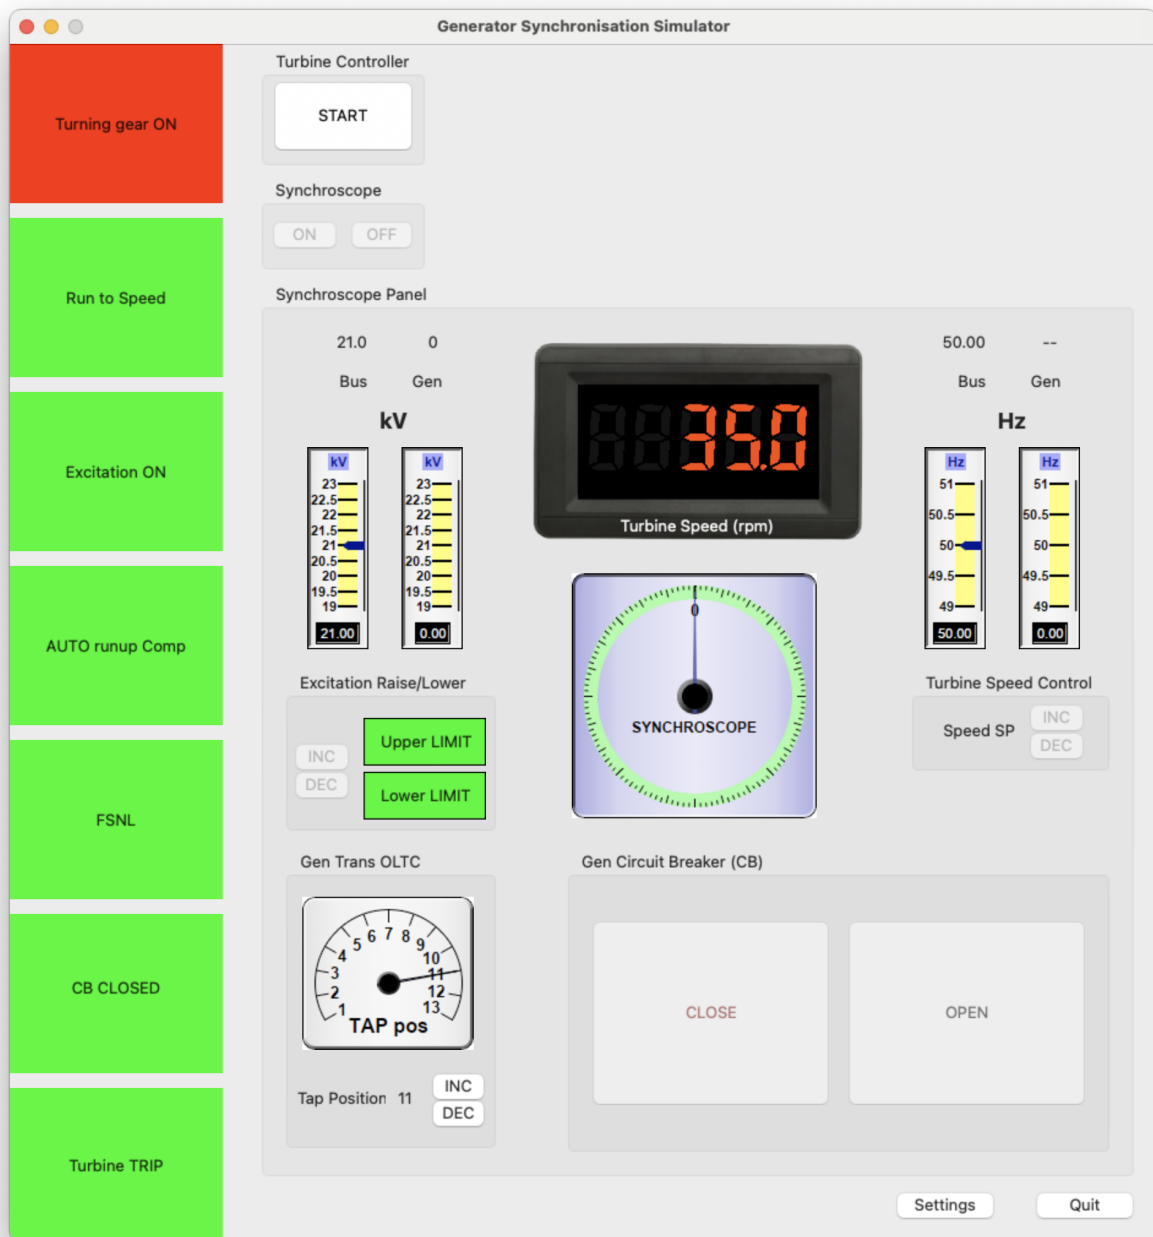 Generator Synchronisation Simulator
Turning gear ON
Run to Speed
Excitation ON
AUTO runup Comp
FSNL
CB CLOSED
Turbine TRIP
Turbine Controller
START
Synchroscope
ON OFF
Synchroscope Panel
21.0 0
Bus Gen
kV
kV
23
22.5
22
21.5
21
20.5
20
19.5
19
21.00
kV
23
22.5
22
21.5
21
20.5
20
19.5
19
0.00
35.0
Turbine Speed (rpm)
0
SYNCHROSCOPE
50.00 --
Bus Gen
Hz
Hz
51
50.5
50
49.5
49
50.00
Hz
51
50.5
50
49.5
49
0.00
Excitation Raise/Lower
INC
DEC
Upper LIMIT
Lower LIMIT
Turbine Speed Control
Speed SP
INC
DEC
Gen Trans OLTC
1 2 3 4 5 6 7 8 9 10 11 12 13
TAP pos
Tap Position 11
INC
DEC
Gen Circuit Breaker (CB)
CLOSE
OPEN
Settings
Quit